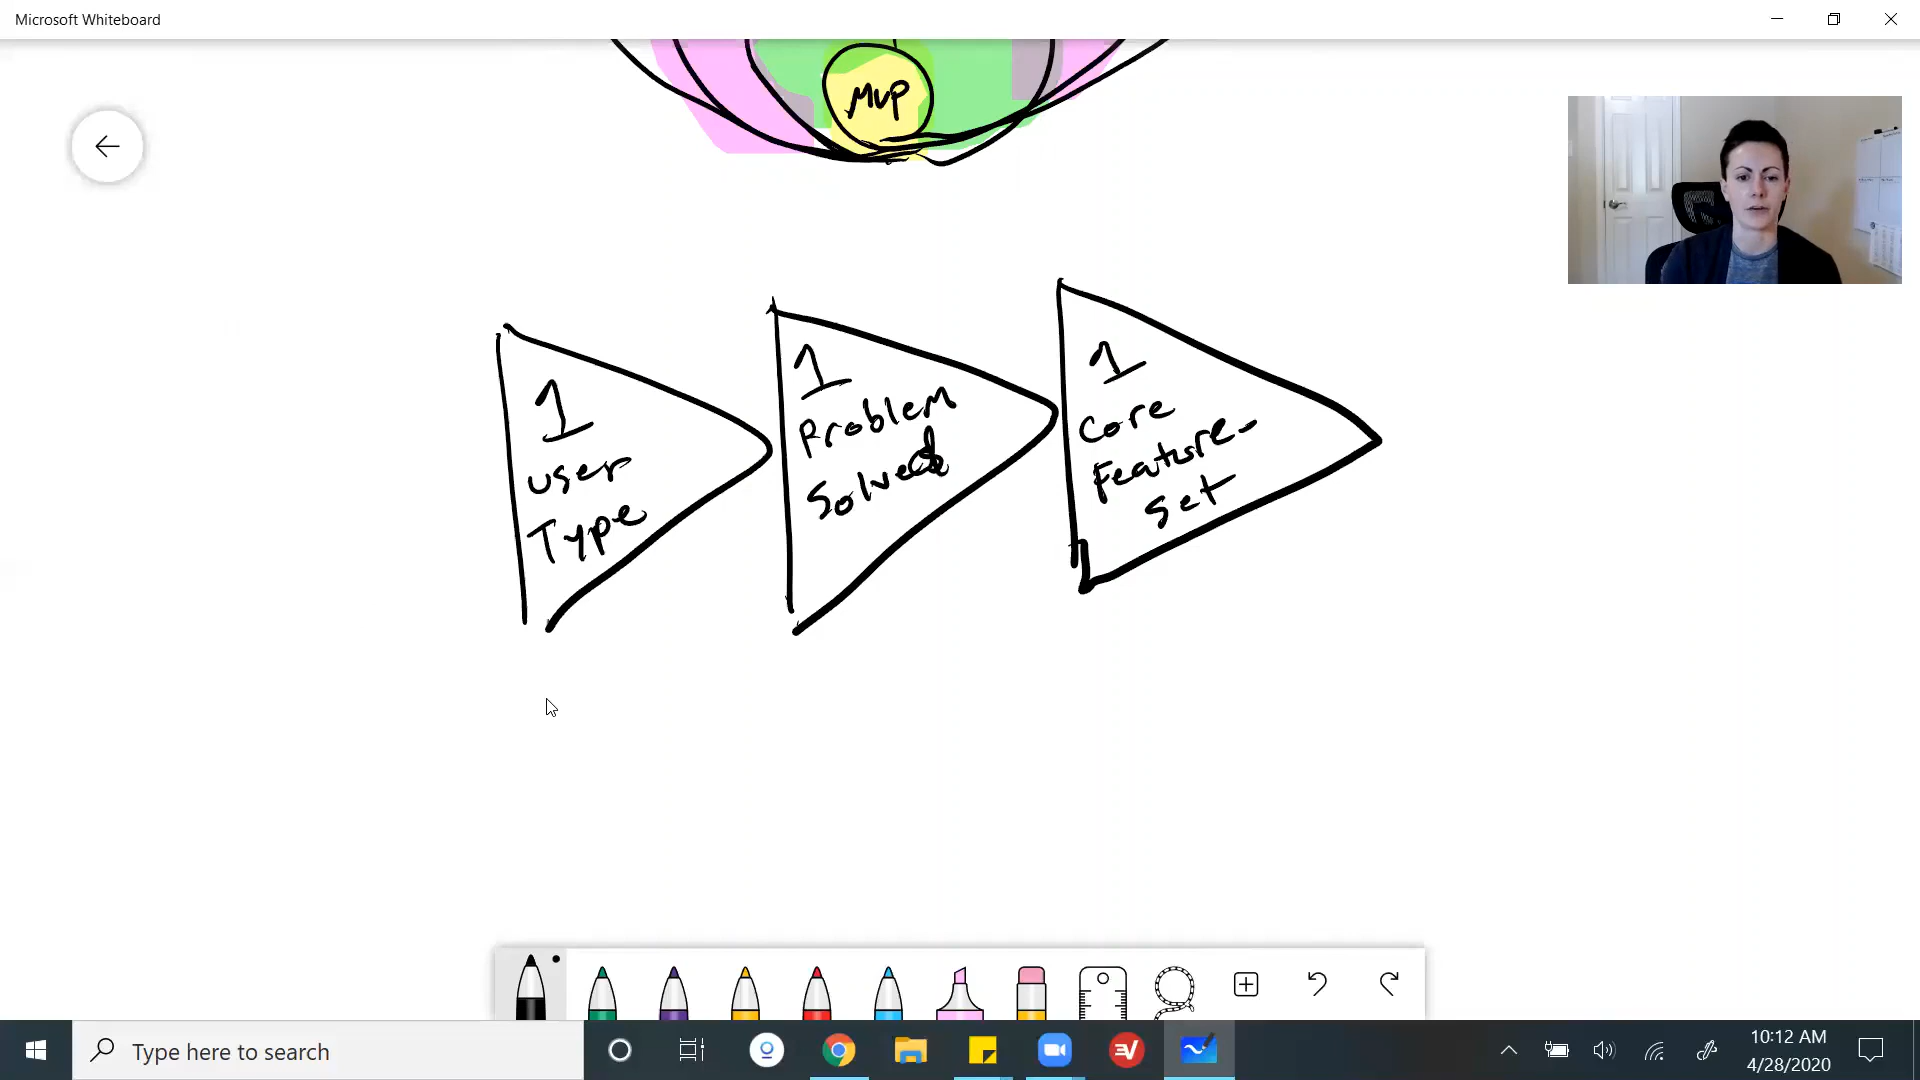 Microsoft Whiteboard
MVP
1
User
Type
1
Problem
Solved
1
Core
Feature-
Set
Type here to search
10:12 AM
4/28/2020